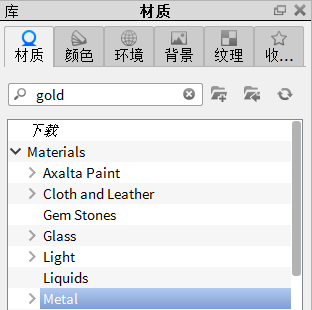 库 材质
材质 颜色 环境 背景 纹理 收...
gold
下载
Materials
Axalta Paint
Cloth and Leather
Gem Stones
Glass
Light
Liquids
Metal